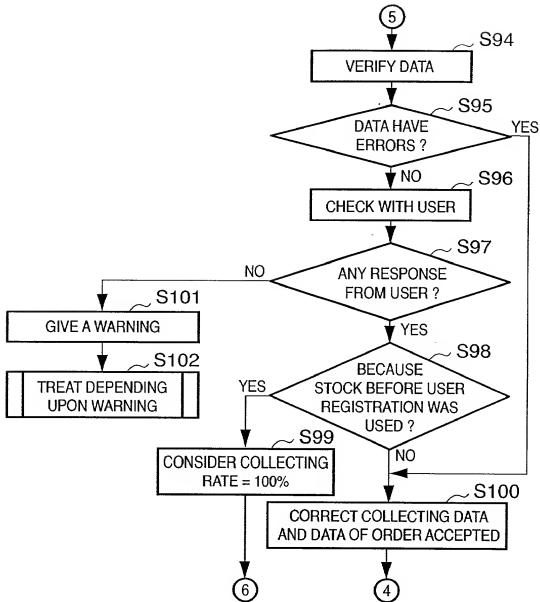 5
S94
VERIFY DATA
S95
DATA HAVE
ERRORS ?
YES
NO
S96
CHECK WITH USER
S97
NO
ANY RESPONSE
FROM USER ?
S101
GIVE A WARNING
YES
S98
S102
TREAT DEPENDING
UPON WARNING
BECAUSE
STOCK BEFORE USER
REGISTRATION WAS
USED ?
YES
S99
NO
CONSIDER COLLECTING
RATE = 100%
S100
CORRECT COLLECTING DATA
AND DATA OF ORDER ACCEPTED
6
4